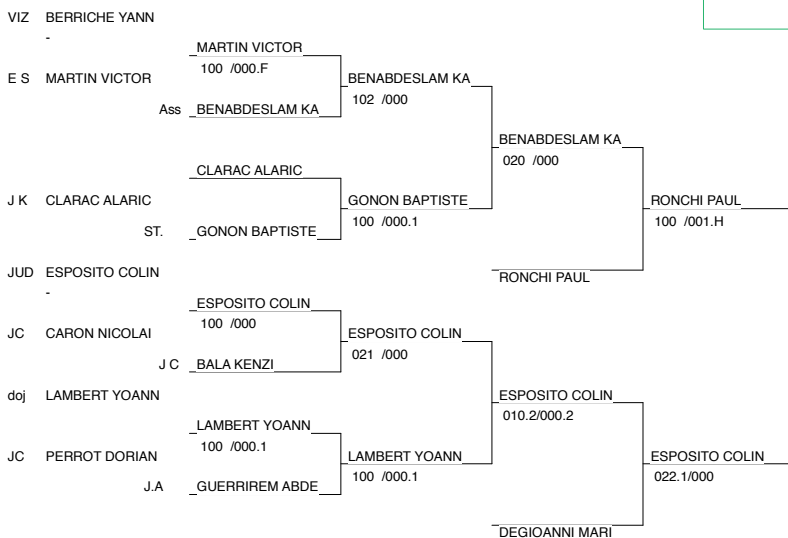 VIZ BERRICHE YANN
-
MARTIN VICTOR
100 /000.F
E S MARTIN VICTOR
BENABDESLAM KA
102 /000
Ass BENABDESLAM KA
BENABDESLAM KA
020 /000
CLARAC ALARIC
J K CLARAC ALARIC
GONON BAPTISTE
100 /000.1
RONCHI PAUL
100 /001.H
ST. GONON BAPTISTE
JUD ESPOSITO COLIN
-
RONCHI PAUL
ESPOSITO COLIN
100 /000
JC CARON NICOLAI
ESPOSITO COLIN
021 /000
J C BALA KENZI
doj LAMBERT YOANN
ESPOSITO COLIN
010.2/000.2
LAMBERT YOANN
100 /000.1
JC PERROT DORIAN
LAMBERT YOANN
100 /000.1
ESPOSITO COLIN
022.1/000
J.A GUERRIREM ABDE
DEGIOANNI MARI